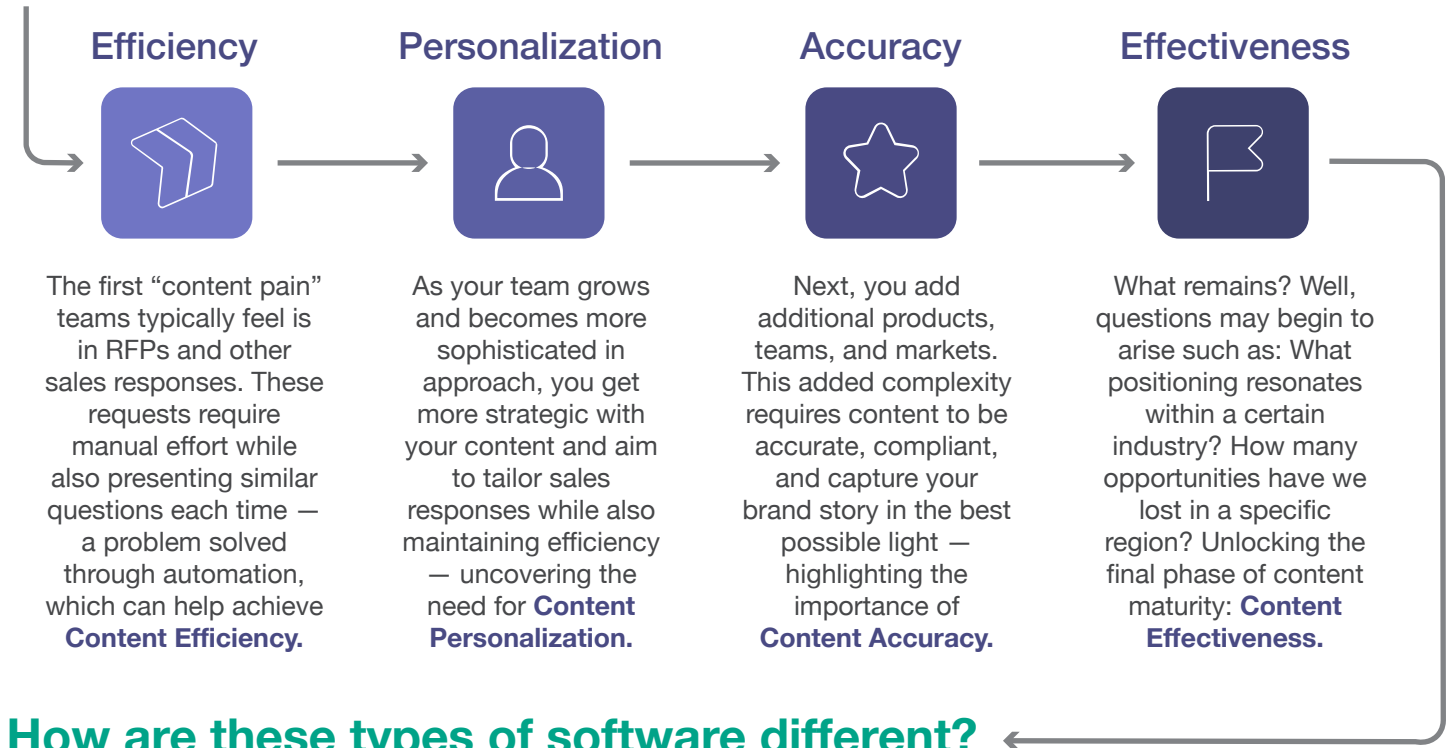 Efficiency
The first “content pain”
teams typically feel is
in RFPs and other
sales responses. These
requests require
manual effort while
also presenting similar
questions each time —
a problem solved
through automation,
which can help achieve
Content Efficiency.
Personalization
As your team grows
and becomes more
sophisticated in
approach, you get
more strategic with
your content and aim
to tailor sales
responses while also
maintaining efficiency
— uncovering the
need for Content
Personalization.
Accuracy
Next, you add
additional products,
teams, and markets.
This added complexity
requires content to be
accurate, compliant,
and capture your
brand story in the best
possible light —
highlighting the
importance of
Content Accuracy.
Effectiveness
What remains? Well,
questions may begin to
arise such as: What
positioning resonates
within a certain
industry? How many
opportunities have we
lost in a specific
region? Unlocking the
final phase of content
maturity: Content
Effectiveness.
How are these types of software different?